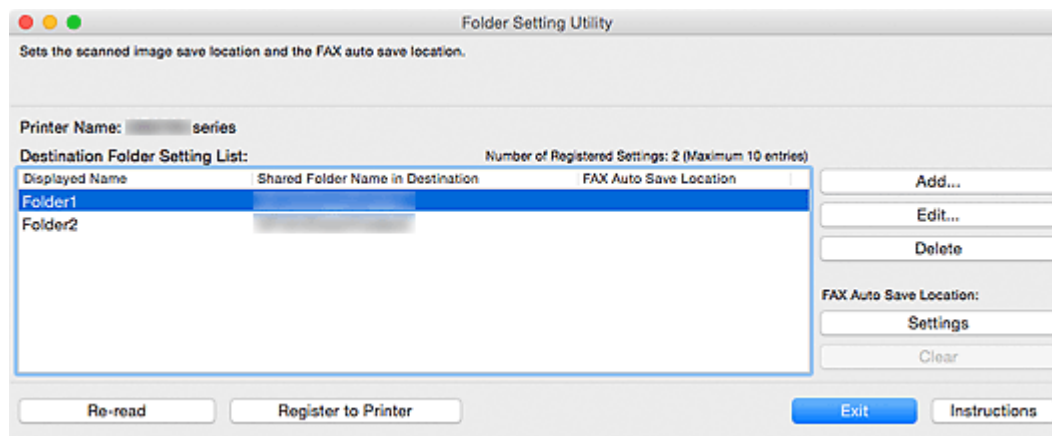 Folder Setting Utility
Sets the scanned image save location and the FAX auto save location.
Printer Name: series
Destination Folder Setting List: Number of Registered Settings: 2 (Maximum 10 entries)
Displayed Name Shared Folder Name in Destination FAX Auto Save Location
Add...
Folder1
Edit...
Folder2
Delete
FAX Auto Save Location:
Settings
Clear
Re-read Register to Printer Exit Instructions